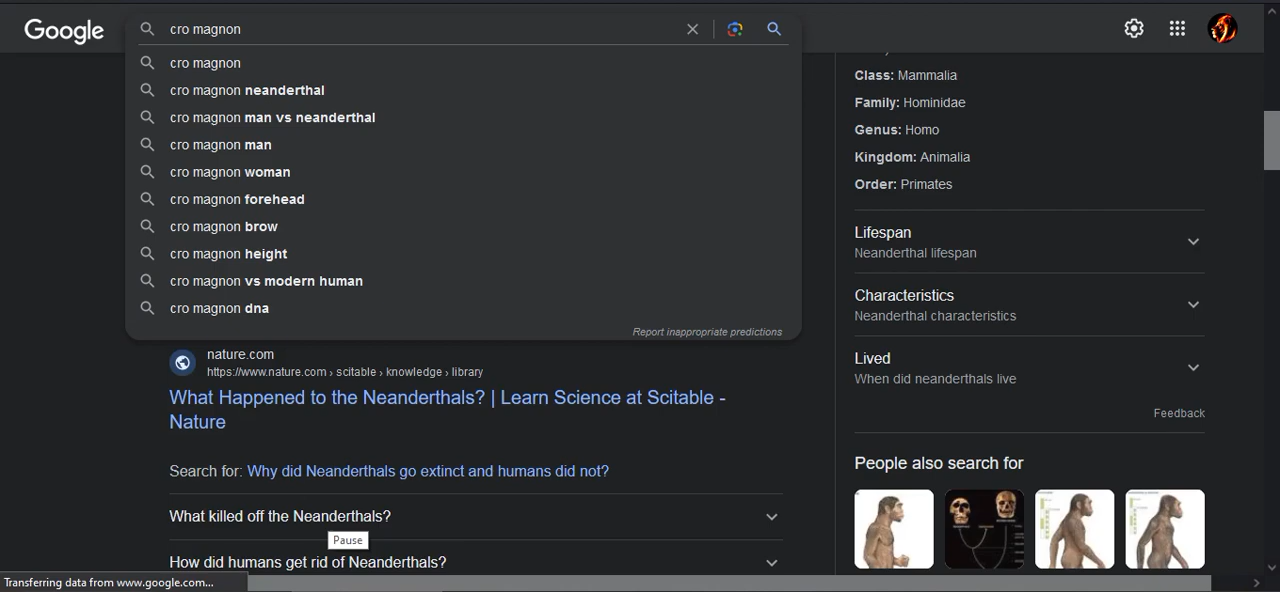 Google
cro magnon
cro magnon
cro magnon neanderthal
cro magnon man vs neanderthal
cro magnon man
cro magnon woman
cro magnon forehead
cro magnon brow
cro magnon height
cro magnon vs modern human
cro magnon dna
Report inappropriate predictions
nature.com
https://www.nature.com › scitable › knowledge › library
What Happened to the Neanderthals? | Learn Science at Scitable -
Nature
Search for: Why did Neanderthals go extinct and humans did not?
What killed off the Neanderthals?
Pause
How did humans get rid of Neanderthals?
Transferring data from www.google.com...
Class: Mammalia
Family: Hominidae
Genus: Homo
Kingdom: Animalia
Order: Primates
Lifespan
Neanderthal lifespan
Characteristics
Neanderthal characteristics
Lived
When did neanderthals live
Feedback
People also search for